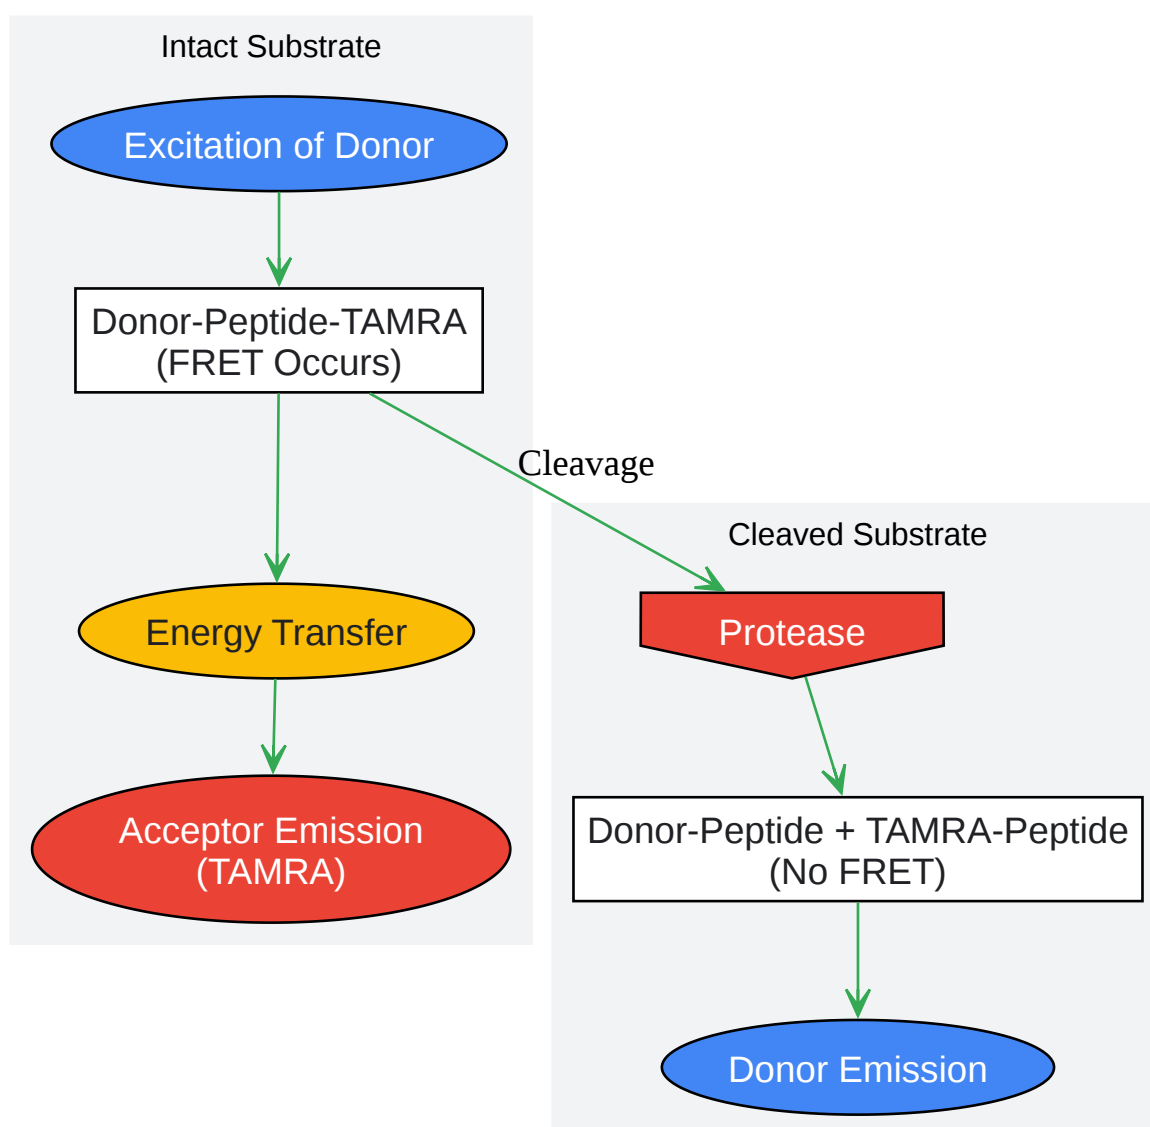 Intact Substrate
Excitation of Donor
Donor-Peptide-TAMRA
(FRET Occurs)
Cleavage
Energy Transfer
Acceptor Emission
(TAMRA)
Cleaved Substrate
Protease
Donor-Peptide + TAMRA-Peptide
(No FRET)
Donor Emission